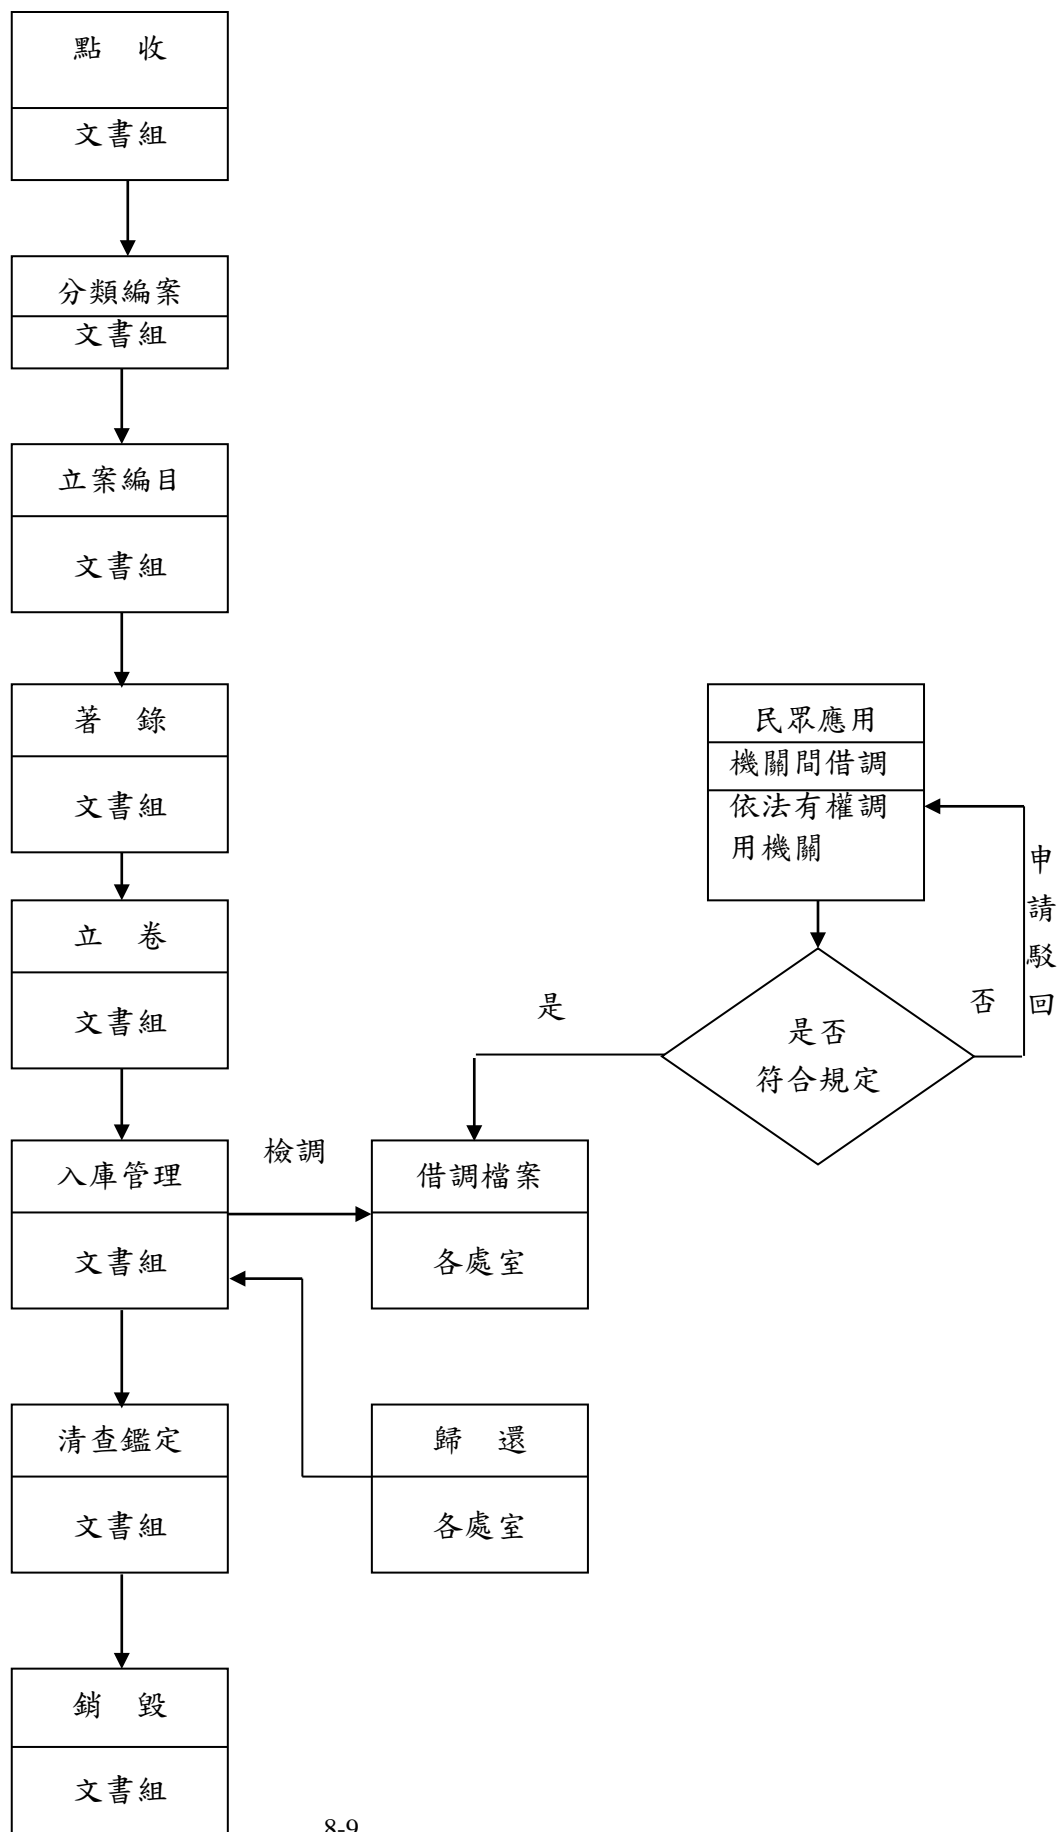 點　收
文書組
分類編案
文書組
立案編目
文書組
著　錄
文書組
立　卷
文書組
入庫管理
文書組
檢調
借調檔案
各處室
清查鑑定
文書組
歸　還
各處室
銷　毀
文書組
民眾應用
機關間借調
依法有權調
用機關
是否
符合規定
是
否
申
請
駁
回
8-9